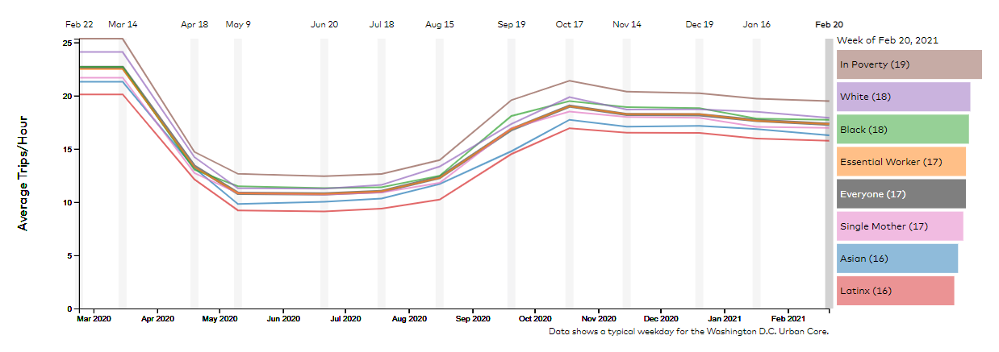 Feb 22 Mar 14 Apr 18 May 9 Jun 20 Jul 18 Aug 15 Sep 19 Oct 17 Nov 14 Dec 19 Jan 16 Feb 20
Week of Feb 20, 2021
In Poverty (19)
White (18)
Black (18)
Essential Worker (17)
Everyone (17)
Single Mother (17)
Asian (16)
Latinx (16)
Average Trips/Hour
25
20
15
10
5
0
Mar 2020 Apr 2020 May 2020 Jun 2020 Jul 2020 Aug 2020 Sep 2020 Oct 2020 Nov 2020 Dec 2020 Jan 2021 Feb 2021
Data shows a typical weekday for the Washington D.C. Urban Core.